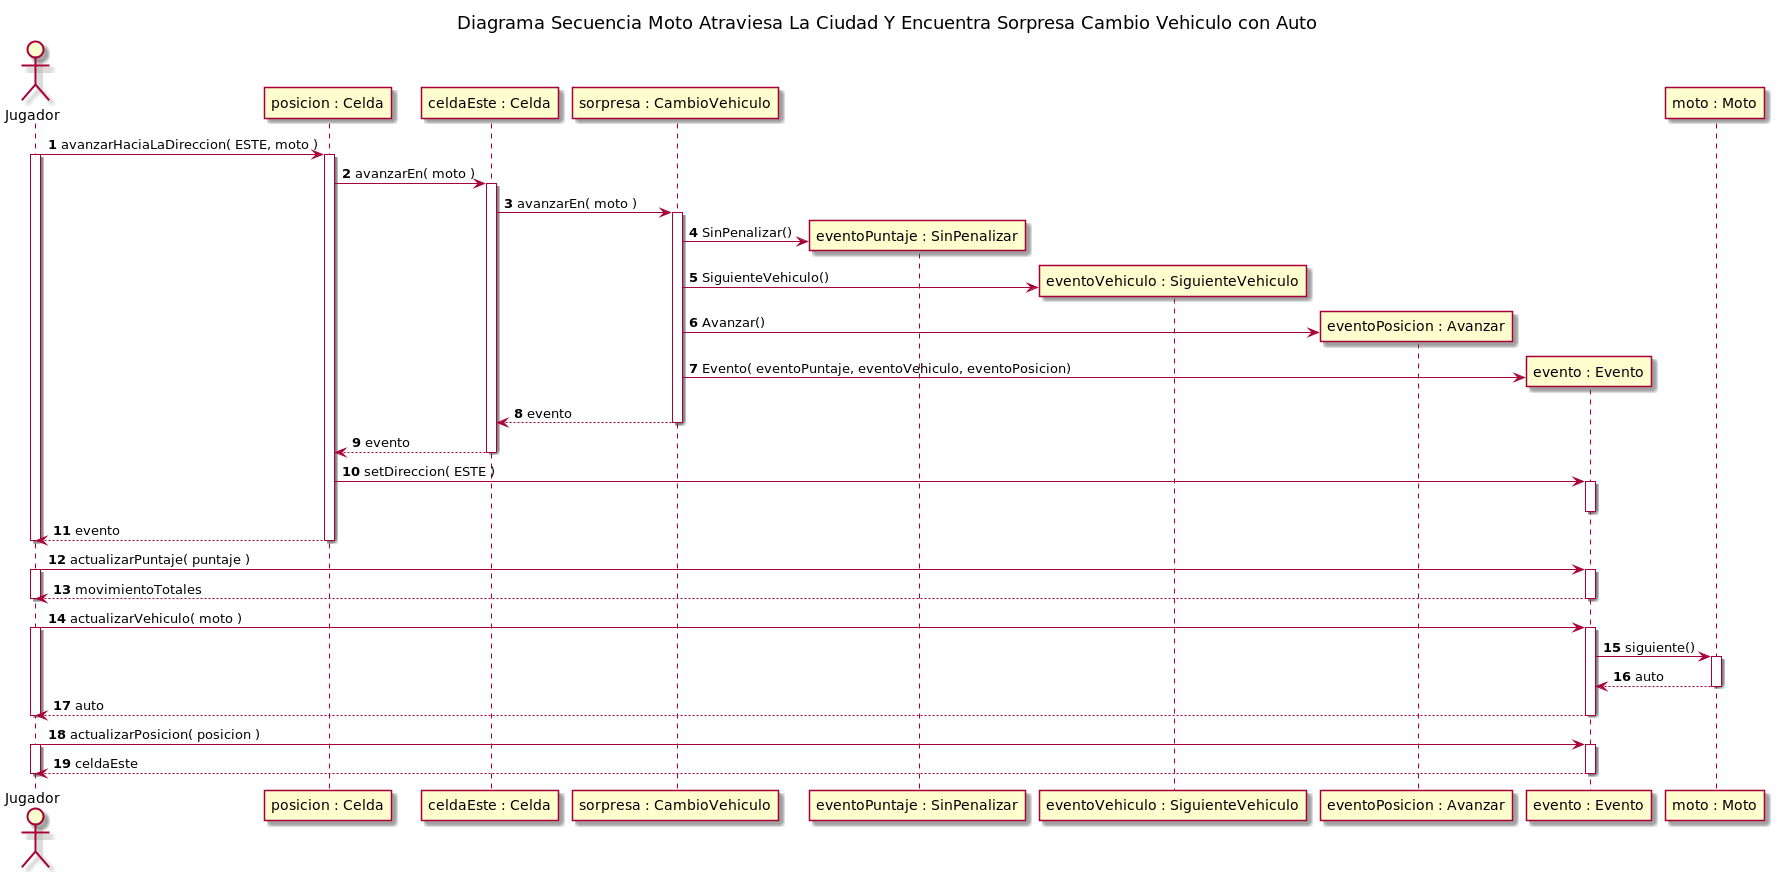 Diagrama Secuencia Moto Atraviesa La Ciudad Y Encuentra Sorpresa Cambio Vehiculo con Auto
Jugador
posicion : Celda
celdaEste : Celda
sorpresa : CambioVehiculo
moto : Moto
1 avanzarHaciaLaDireccion( ESTE, moto )
2 avanzarEn( moto )
3 avanzarEn( moto )
4 SinPenalizar()
eventoPuntaje : SinPenalizar
5 SiguienteVehiculo()
eventoVehiculo : SiguienteVehiculo
6 Avanzar()
eventoPosicion : Avanzar
7 Evento( eventoPuntaje, eventoVehiculo, eventoPosicion)
evento : Evento
8 evento
9 evento
10 setDireccion( ESTE )
11 evento
12 actualizarPuntaje( puntaje )
13 movimientoTotales
14 actualizarVehiculo( moto )
15 siguiente()
16 auto
17 auto
18 actualizarPosicion( posicion )
19 celdaEste
Jugador
posicion : Celda
celdaEste : Celda
sorpresa : CambioVehiculo
eventoPuntaje : SinPenalizar
eventoVehiculo : SiguienteVehiculo
eventoPosicion : Avanzar
evento : Evento
moto : Moto